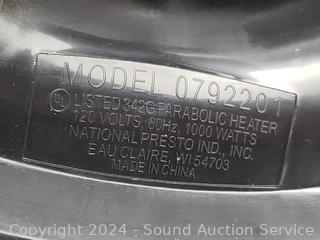 MODEL 0792201
UL LISTED 342G PARABOLIC HEATER
120 VOLTS, 60Hz, 1000 WATTS
NATIONAL PRESTO IND., INC.
EAU CLAIRE, WI 54703
MADE IN CHINA
Copyright 2024 - Sound Auction Service